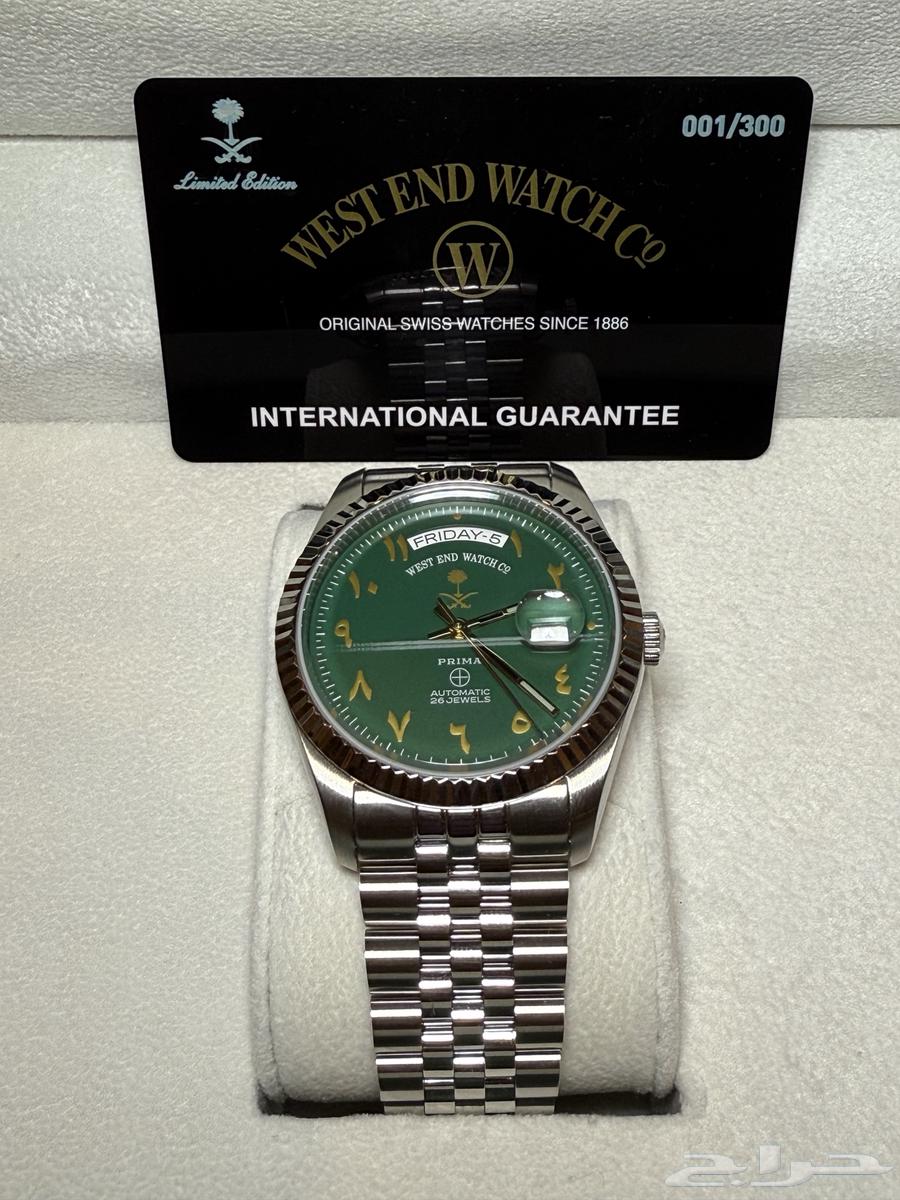 Limited Edition
001/300
WEST END WATCH Co
W
ORIGINAL SWISS WATCHES SINCE 1886
INTERNATIONAL GUARANTEE
FRIDAY-5
WEST END WATCH Co
١
٢
٤
٥
٦
٧
٨
٩
١٠
١١
PRIMA
AUTOMATIC
26 JEWELS
حراج